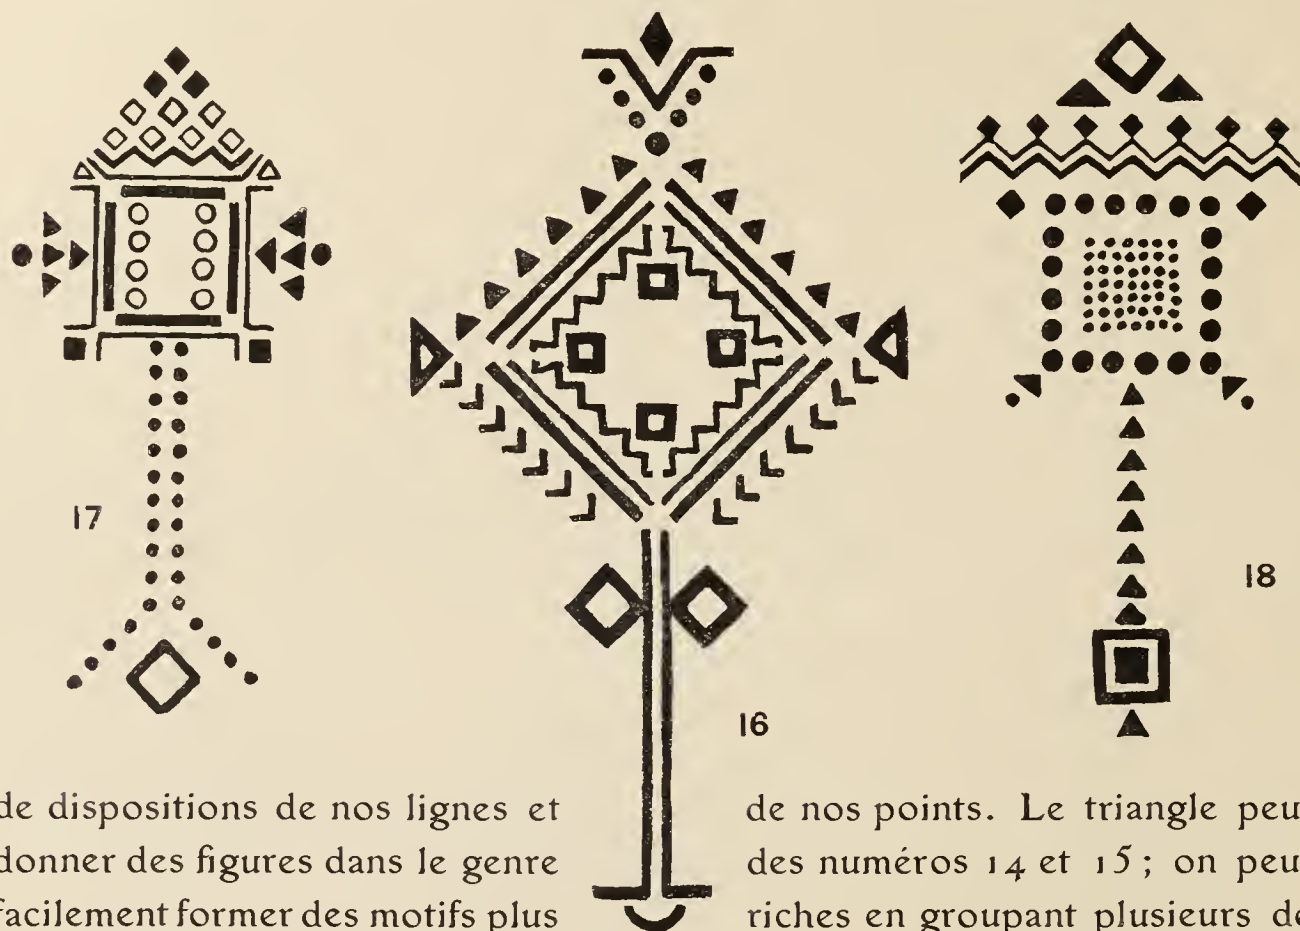 17
18
16
de dispositions de nos lignes et de nos points. Le triangle peu
donner des figures dans le genre des numéros 14 et 15 ; on peu
facilement former des motifs plus riches en groupant plusieurs de